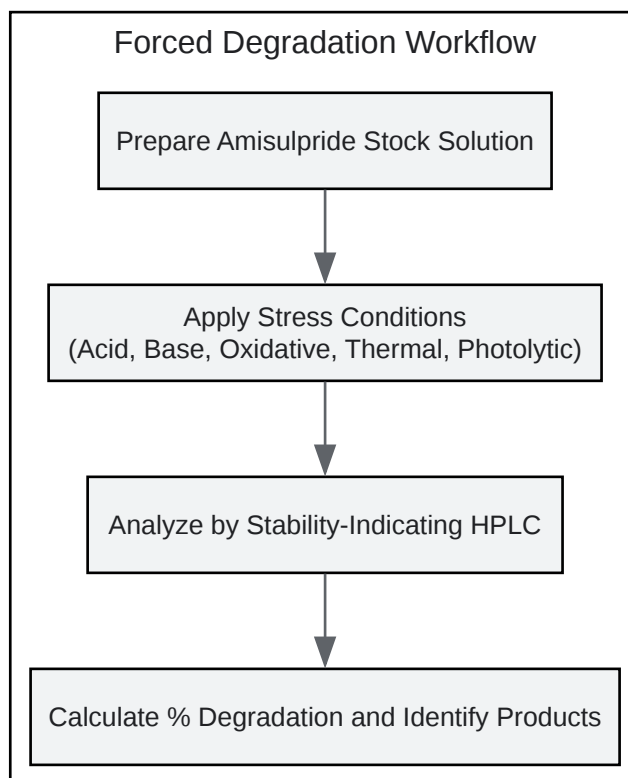 Forced Degradation Workflow
Prepare Amisulpride Stock Solution
Apply Stress Conditions
(Acid, Base, Oxidative, Thermal, Photolytic)
Analyze by Stability-Indicating HPLC
Calculate % Degradation and Identify Products